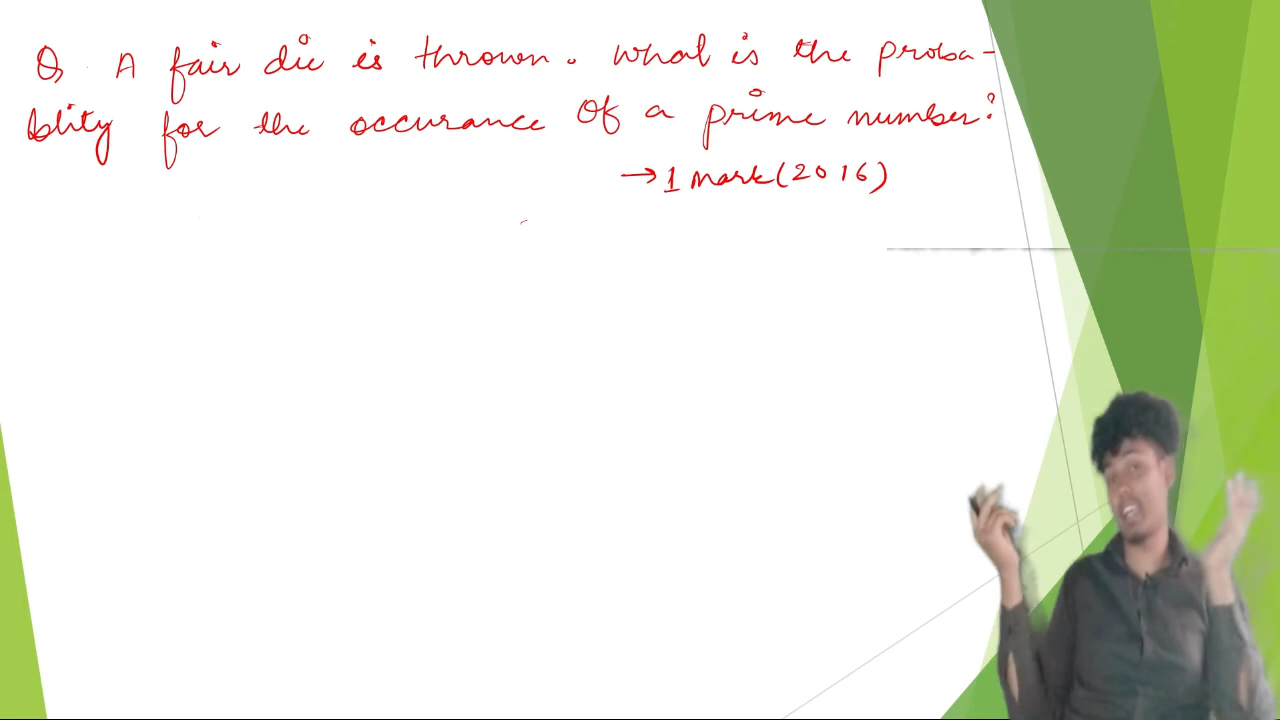 Q. A fair die is thrown. What is the proba-
blity for the occurance of a prime number?
→ 1 mark (2016)